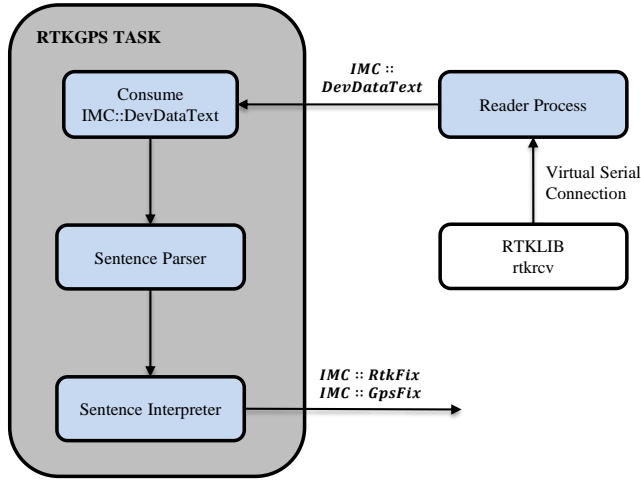 RTKGPS TASK
IMC ::
DevDataText
Consume
IMC::DevDataText
Reader Process
Virtual Serial
Connection
Sentence Parser
RTKLIB
rtkrcv
IMC :: RtkFix
IMC :: GpsFix
Sentence Interpreter